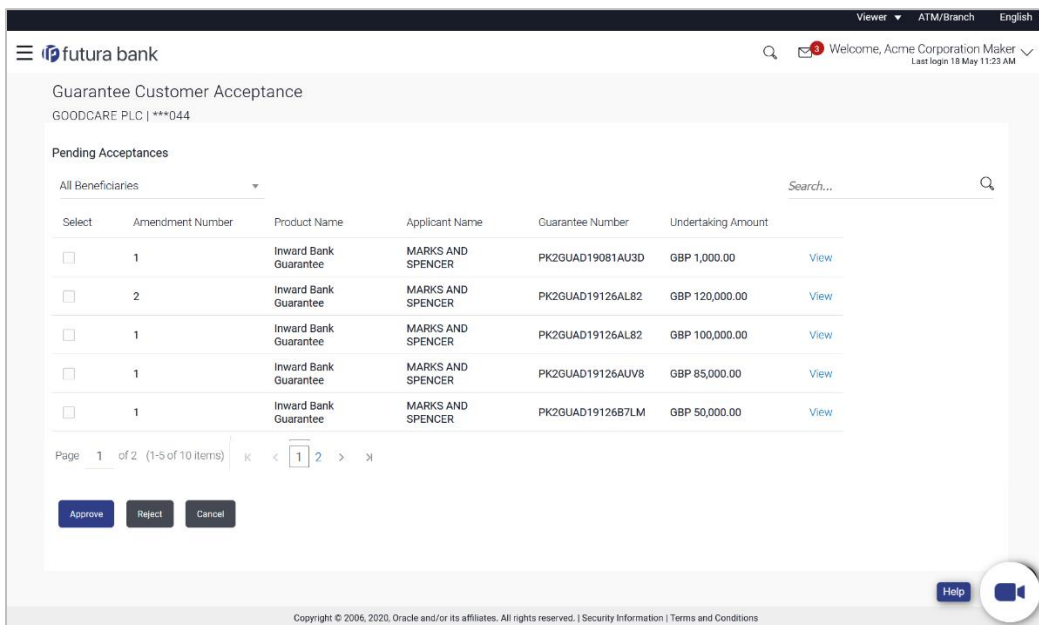 Viewer ATM/Branch English
futura bank
3 Welcome, Acme Corporation Maker
Last login 18 May 11:23 AM
Guarantee Customer Acceptance
GOODCARE PLC | ***044
Pending Acceptances
All Beneficiaries Search...
Select Amendment Number Product Name Applicant Name Guarantee Number Undertaking Amount
1 Inward Bank Guarantee MARKS AND SPENCER PK2GUAD19081AU3D GBP 1,000.00 View
2 Inward Bank Guarantee MARKS AND SPENCER PK2GUAD19126AL82 GBP 120,000.00 View
1 Inward Bank Guarantee MARKS AND SPENCER PK2GUAD19126AL82 GBP 100,000.00 View
1 Inward Bank Guarantee MARKS AND SPENCER PK2GUAD19126AUV8 GBP 85,000.00 View
1 Inward Bank Guarantee MARKS AND SPENCER PK2GUAD19126B7LM GBP 50,000.00 View
Page 1 of 2 (1-5 of 10 items) 1 2
Approve Reject Cancel
Help
Copyright © 2006, 2020, Oracle and/or its affiliates. All rights reserved. | Security Information | Terms and Conditions